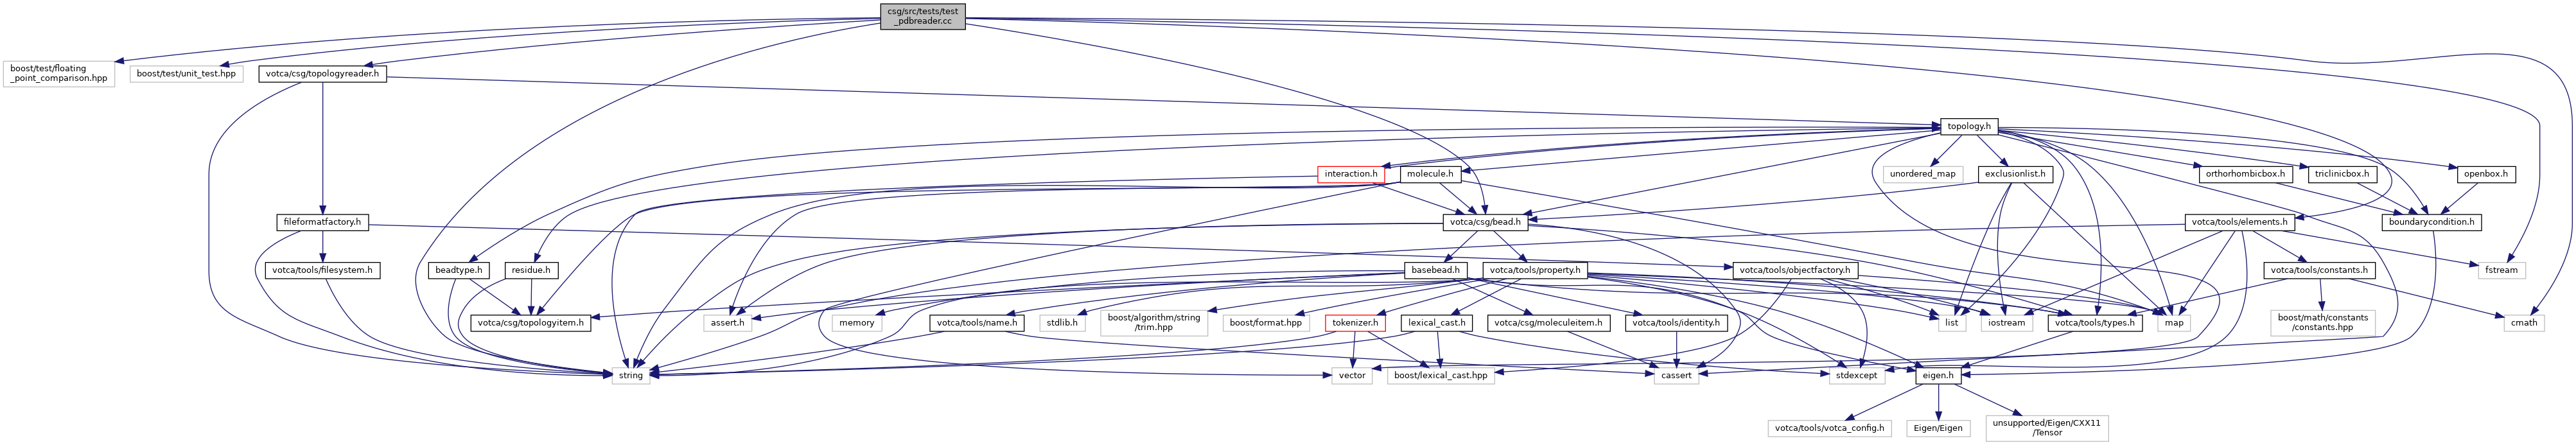 csg/src/tests/test
_pdbreader.cc
boost/test/floating
_point_comparison.hpp
boost/test/unit_test.hpp
votca/csg/topologyreader.h
topology.h
interaction.h
molecule.h
unordered_map
exclusionlist.h
orthorhombicbox.h
triclinicbox.h
openbox.h
fileformatfactory.h
votca/csg/bead.h
votca/tools/elements.h
boundarycondition.h
votca/tools/filesystem.h
beadtype.h
residue.h
basebead.h
votca/tools/property.h
votca/tools/objectfactory.h
votca/tools/constants.h
fstream
votca/csg/topologyitem.h
assert.h
memory
votca/tools/name.h
stdlib.h
boost/algorithm/string
/trim.hpp
boost/format.hpp
tokenizer.h
lexical_cast.h
votca/csg/moleculeitem.h
votca/tools/identity.h
list
iostream
votca/tools/types.h
map
boost/math/constants
/constants.hpp
cmath
string
vector
boost/lexical_cast.hpp
cassert
stdexcept
eigen.h
votca/tools/votca_config.h
Eigen/Eigen
unsupported/Eigen/CXX11
/Tensor